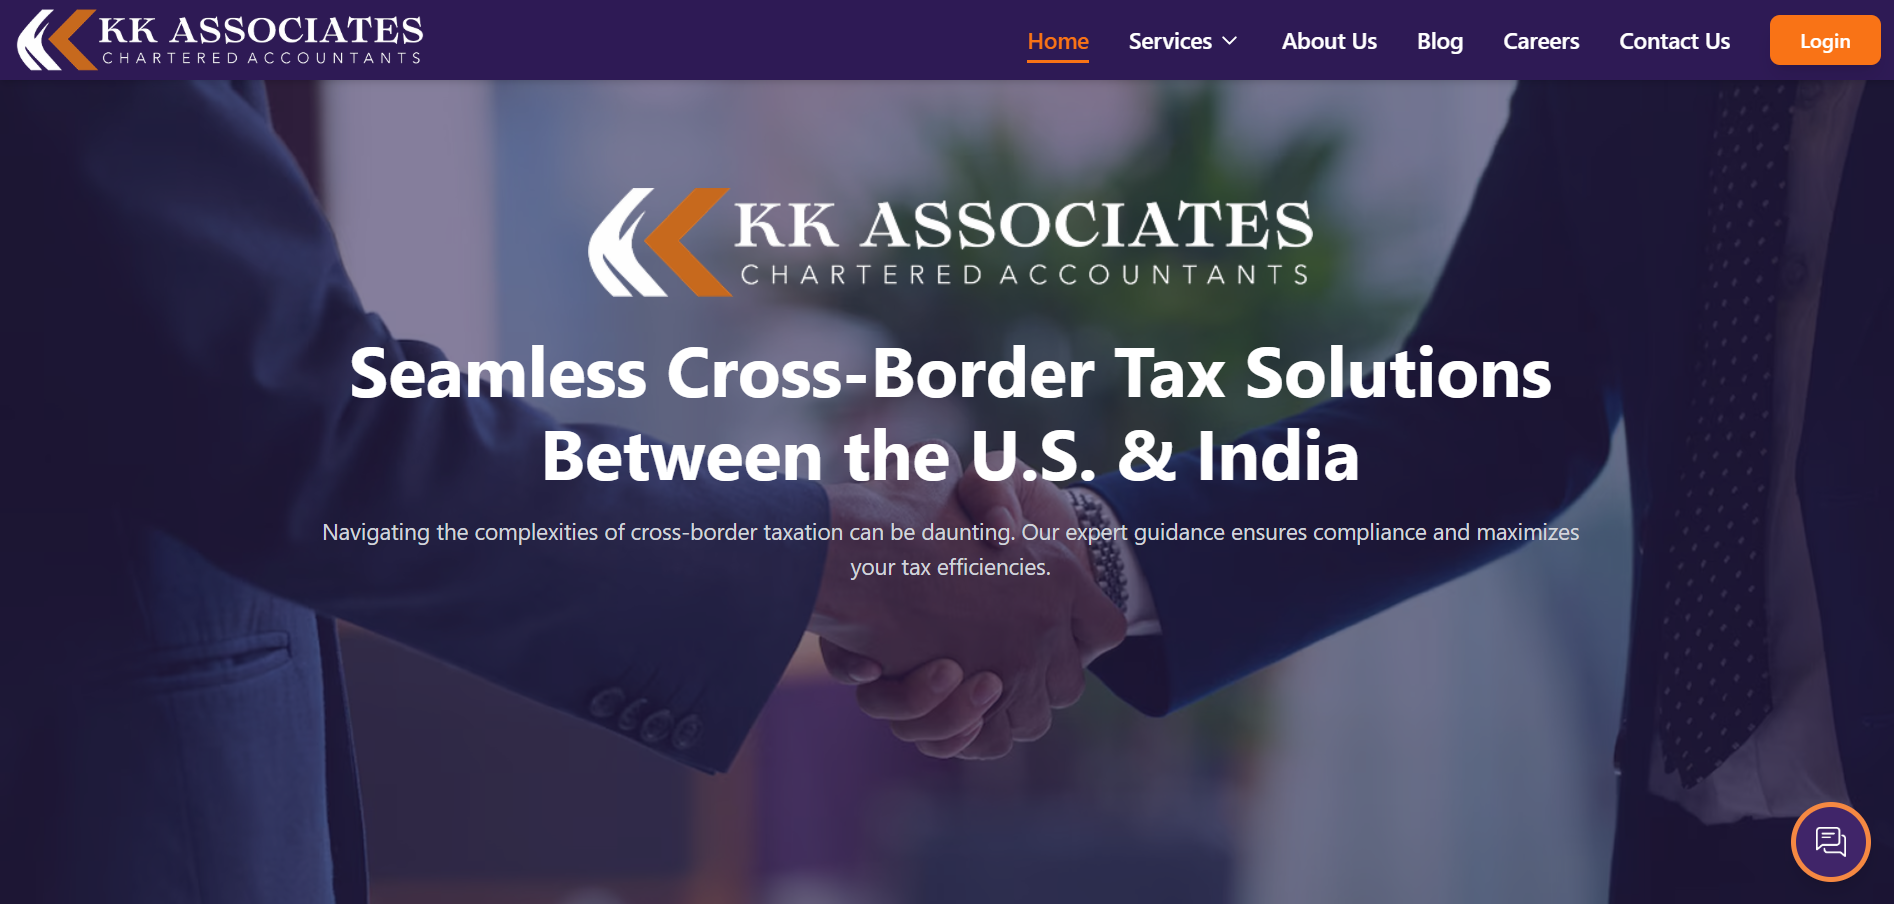 KK ASSOCIATES
CHARTERED ACCOUNTANTS
Home Services About Us Blog Careers Contact Us Login
KK ASSOCIATES
CHARTERED ACCOUNTANTS
Seamless Cross-Border Tax Solutions
Between the U.S. & India
Navigating the complexities of cross-border taxation can be daunting. Our expert guidance ensures compliance and maximizes
your tax efficiencies.